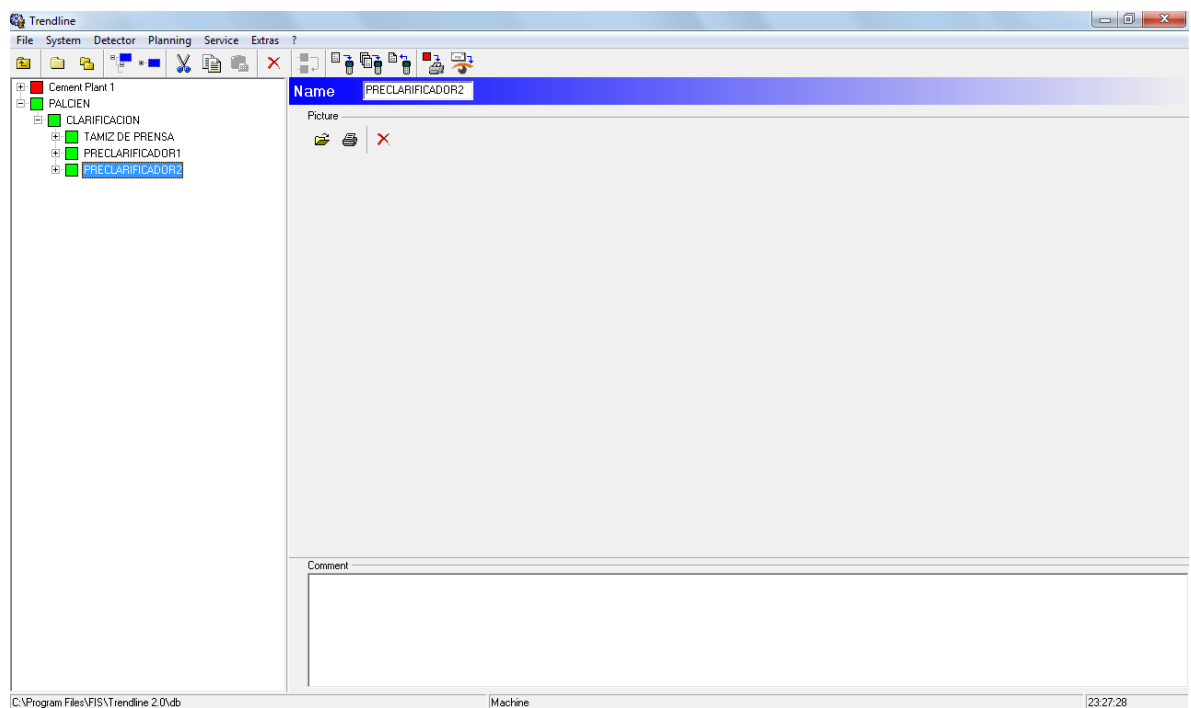 Trendline
File System Detector Planning Service Extras ?
Cement Plant 1
PALCIEN
CLARIFICACION
TAMIZ DE PRENSA
PRECLARIFICADOR1
PRECLARIFICADOR2
Name PRECLARIFICADOR2
Picture
Comment
C:\Program Files\FIS\Trendline 2.0\db Machine 23:27:28